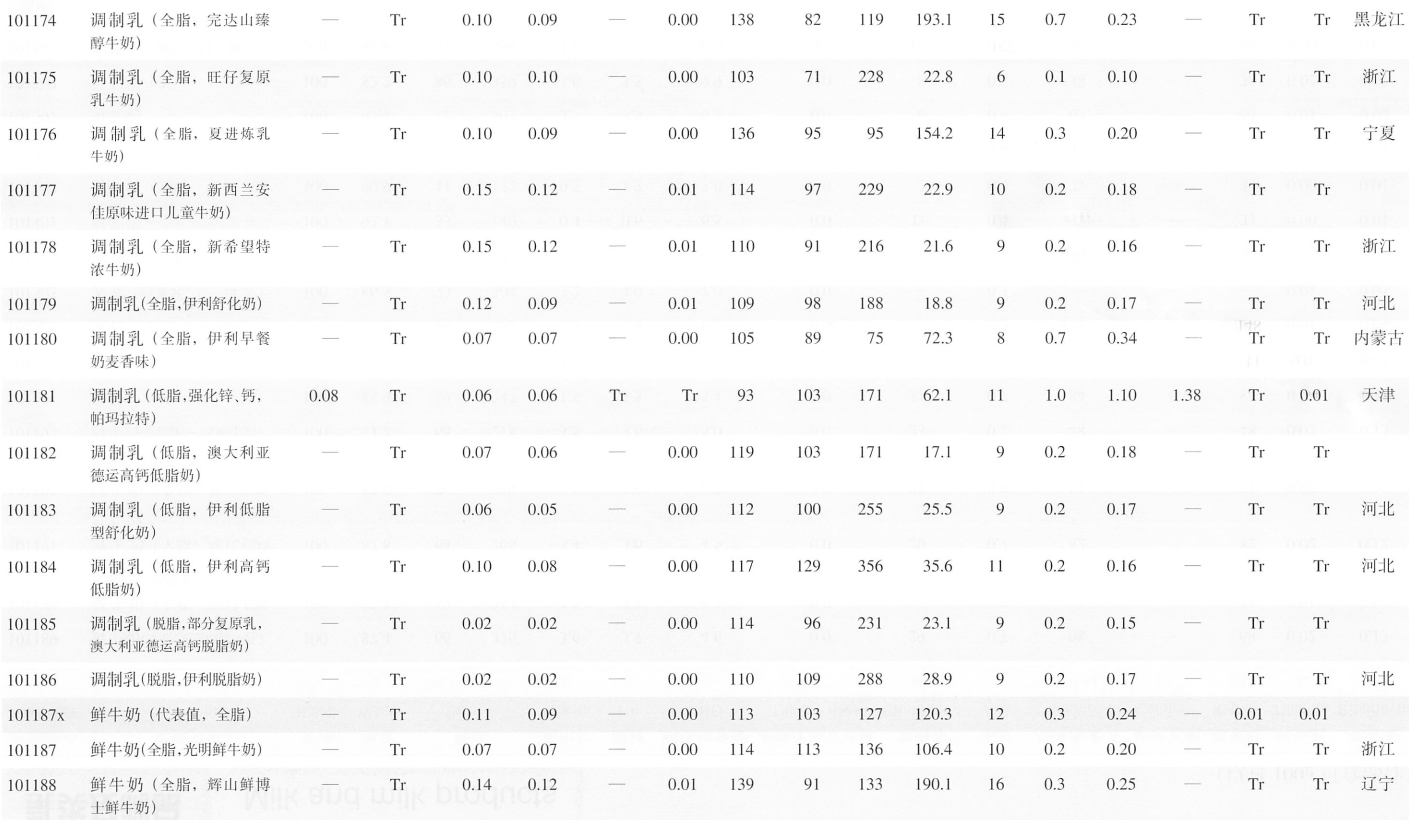 101174 调制乳（全脂，完达山臻 — Tr 0.10 0.09 — 0.00 138 82 119 193.1 15 0.7 0.23 — Tr Tr 黑龙江
醇牛奶）
101175 调制乳（全脂，旺仔复原 — Tr 0.10 0.10 — 0.00 103 71 228 22.8 6 0.1 0.10 — Tr Tr 浙江
乳牛奶）
101176 调制乳（全脂，夏进炼乳 — Tr 0.10 0.09 — 0.00 136 95 95 154.2 14 0.3 0.20 — Tr Tr 宁夏
牛奶）
101177 调制乳（全脂，新西兰安 — Tr 0.15 0.12 — 0.01 114 97 229 22.9 10 0.2 0.18 — Tr Tr
佳原味进口儿童牛奶）
101178 调制乳（全脂，新希望特 — Tr 0.15 0.12 — 0.01 110 91 216 21.6 9 0.2 0.16 — Tr Tr 浙江
浓牛奶）
101179 调制乳（全脂，伊利舒化奶） — Tr 0.12 0.09 — 0.01 109 98 188 18.8 9 0.2 0.17 — Tr Tr 河北
101180 调制乳（全脂，伊利早餐 — Tr 0.07 0.07 — 0.00 105 89 75 72.3 8 0.7 0.34 — Tr Tr 内蒙古
奶麦香味）
101181 调制乳（低脂，强化锌、钙， 0.08 Tr 0.06 0.06 Tr Tr 93 103 171 62.1 11 1.0 1.10 1.38 Tr 0.01 天津
帕玛拉特）
101182 调制乳（低脂，澳大利亚 — Tr 0.07 0.06 — 0.00 119 103 171 17.1 9 0.2 0.18 — Tr Tr
德运高钙低脂奶）
101183 调制乳（低脂，伊利低脂 — Tr 0.06 0.05 — 0.00 112 100 255 25.5 9 0.2 0.17 — Tr Tr 河北
型舒化奶）
101184 调制乳（低脂，伊利高钙 — Tr 0.10 0.08 — 0.00 117 129 356 35.6 11 0.2 0.16 — Tr Tr 河北
低脂奶）
101185 调制乳（脱脂，部分复原乳， — Tr 0.02 0.02 — 0.00 114 96 231 23.1 9 0.2 0.15 — Tr Tr
澳大利亚德运高钙脱脂奶）
101186 调制乳（脱脂，伊利脱脂奶） — Tr 0.02 0.02 — 0.00 110 109 288 28.9 9 0.2 0.17 — Tr Tr 河北
101187x 鲜牛奶（代表值，全脂） — Tr 0.11 0.09 — 0.00 113 103 127 120.3 12 0.3 0.24 — 0.01 0.01
101187 鲜牛奶（全脂，光明鲜牛奶） — Tr 0.07 0.07 — 0.00 114 113 136 106.4 10 0.2 0.20 — Tr Tr 浙江
101188 鲜牛奶（全脂，辉山鲜博 — Tr 0.14 0.12 — 0.01 139 91 133 190.1 16 0.3 0.25 — Tr Tr 辽宁
士鲜牛奶）